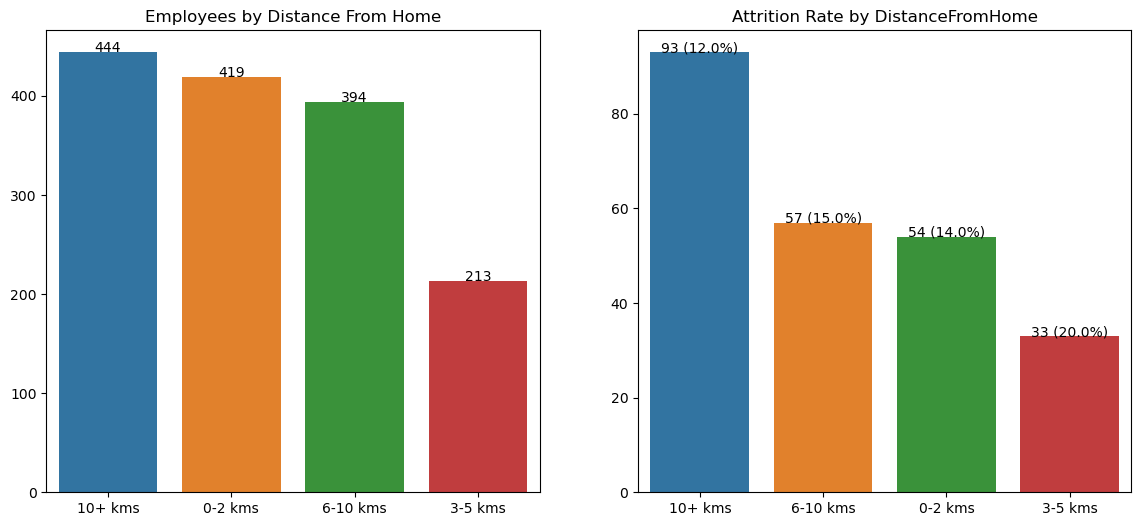 Employees by Distance From Home
444
419
394
213
400
300
200
100
0
10+ kms
0-2 kms
6-10 kms
3-5 kms
Attrition Rate by DistanceFromHome
93 (12.0%)
57 (15.0%)
54 (14.0%)
33 (20.0%)
80
60
40
20
0
10+ kms
6-10 kms
0-2 kms
3-5 kms